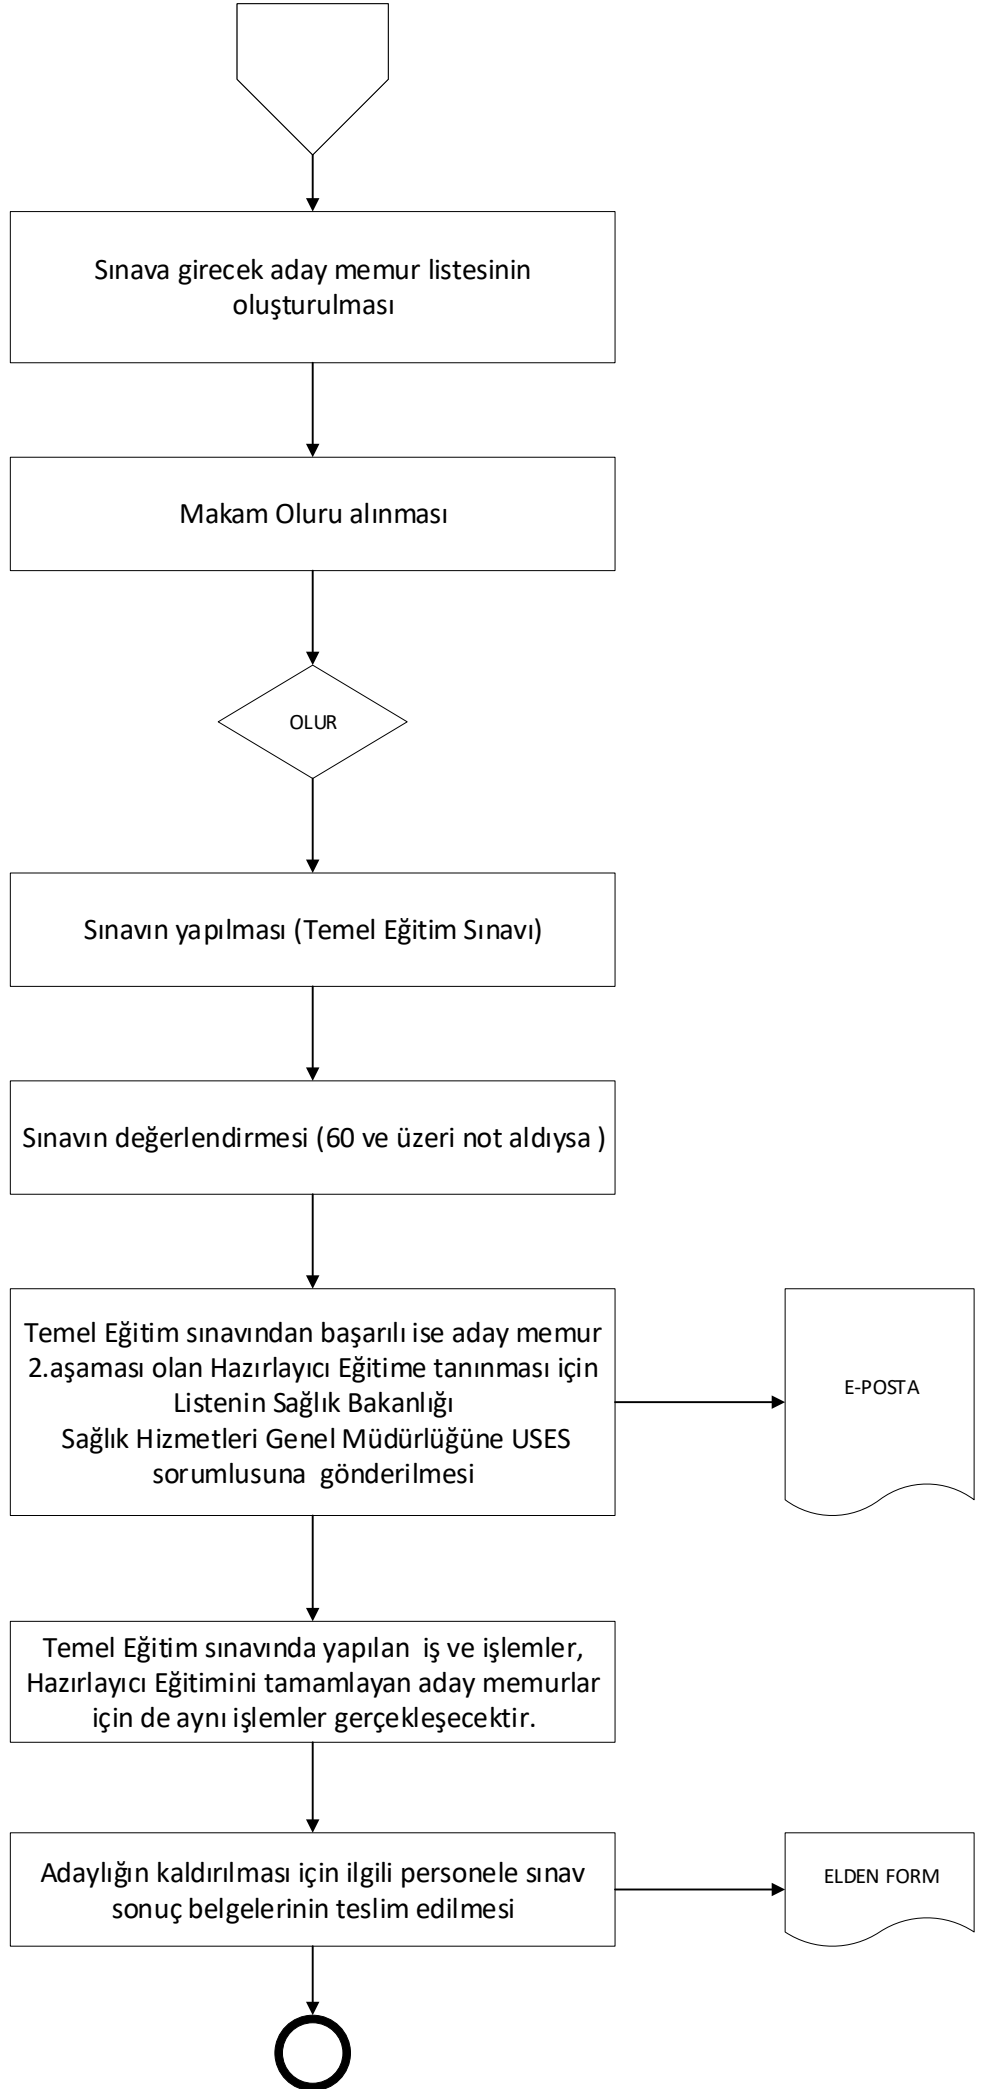 Sınava girecek aday memur listesinin
oluşturulması
Makam Oluru alınması
OLUR
Sınavın yapılması (Temel Eğitim Sınavı)
Sınavın değerlendirmesi (60 ve üzeri not aldıysa )
Temel Eğitim sınavından başarılı ise aday memur
2.aşaması olan Hazırlayıcı Eğitime tanınması için
Listenin Sağlık Bakanlığı
Sağlık Hizmetleri Genel Müdürlüğüne USES
sorumlusuna  gönderilmesi
E-POSTA
Temel Eğitim sınavında yapılan  iş ve işlemler,
Hazırlayıcı Eğitimini tamamlayan aday memurlar
için de aynı işlemler gerçekleşecektir.
Adaylığın kaldırılması için ilgili personele sınav
sonuç belgelerinin teslim edilmesi
ELDEN FORM